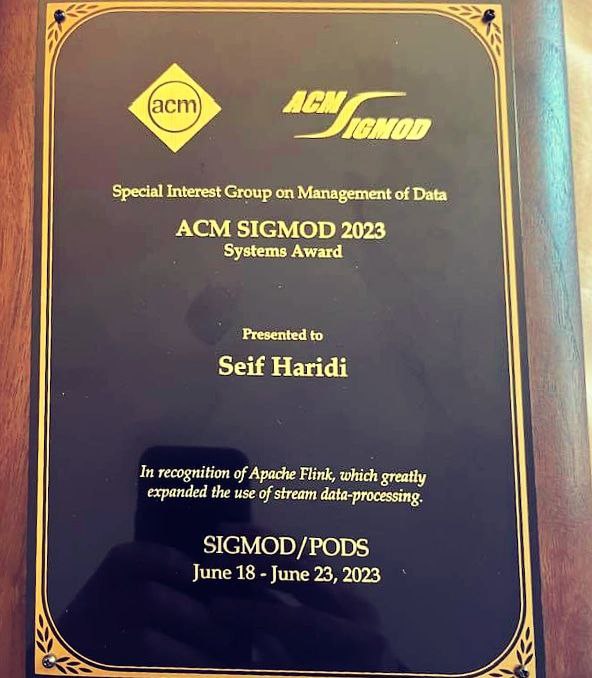 acm
ACM SIGMOD
Special Interest Group on Management of Data
ACM SIGMOD 2023
Systems Award
Presented to
Seif Haridi
In recognition of Apache Flink, which greatly
expanded the use of stream data-processing.
SIGMOD/PODS
June 18 - June 23, 2023